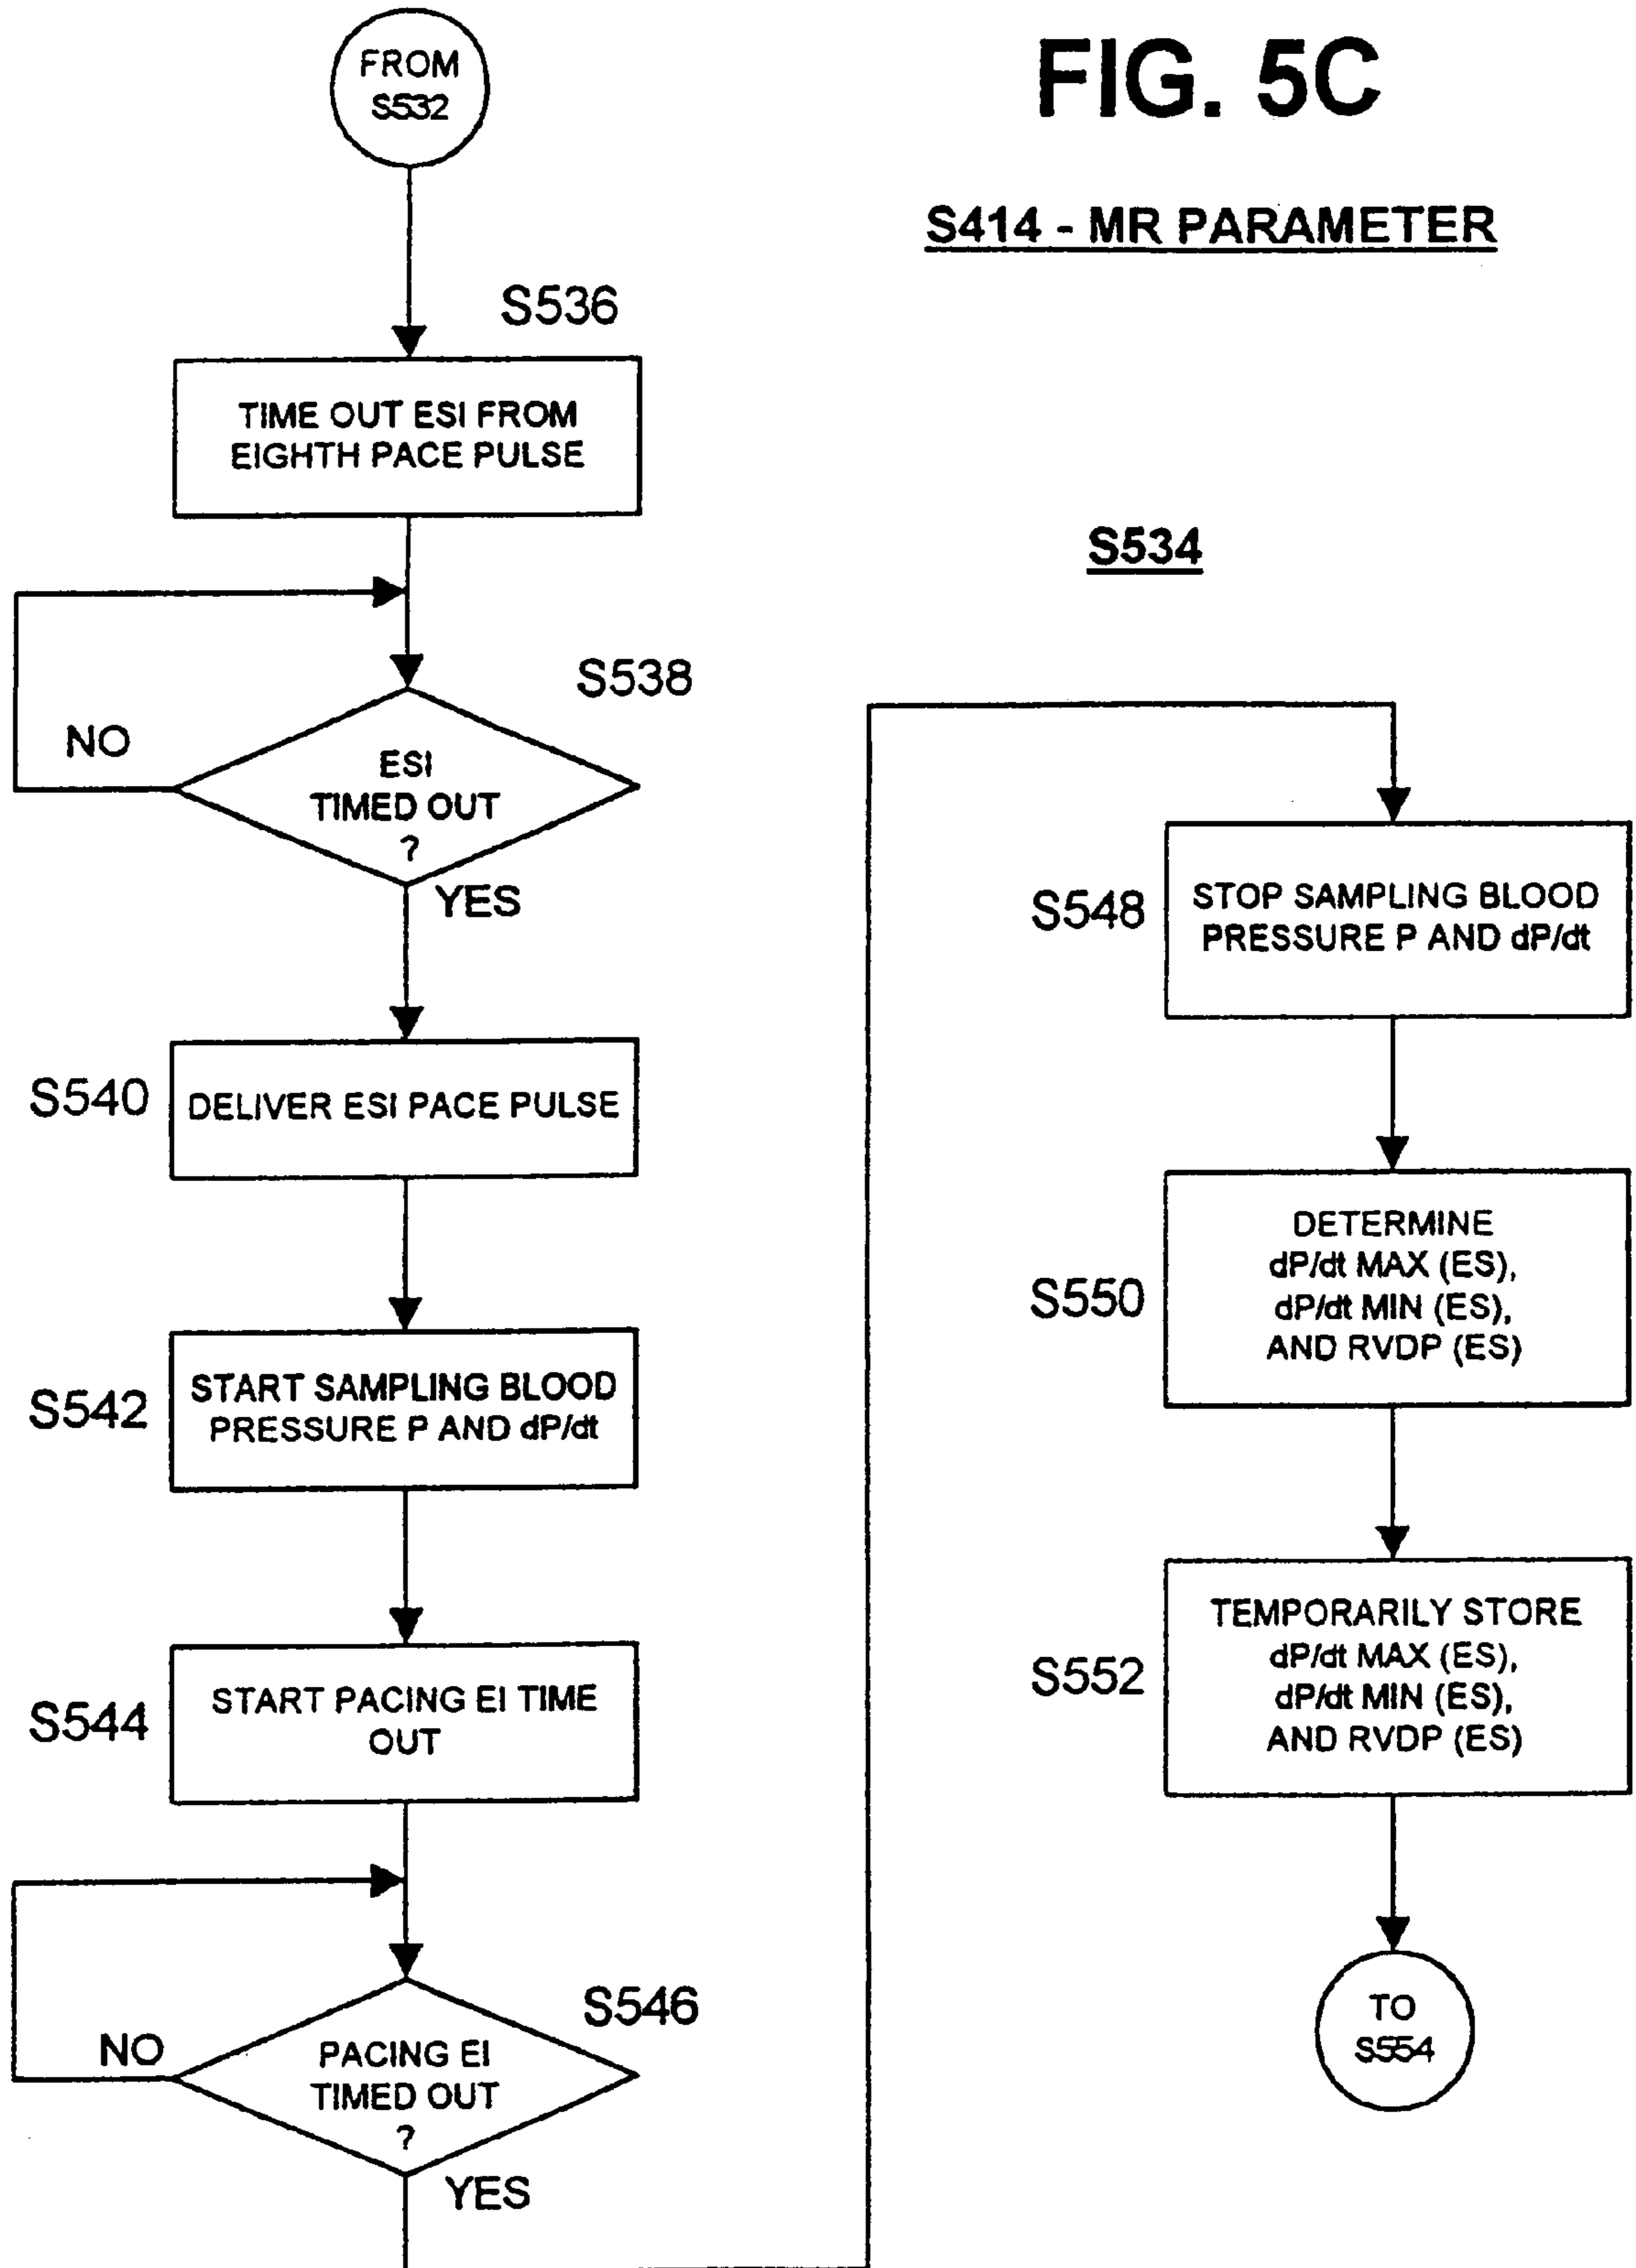 FIG. 5C
S414 - MR PARAMETER
S534
FROM
S532
S536
TIME OUT ESI FROM
EIGHTH PACE PULSE
S538
NO
ESI
TIMED OUT
?
YES
S540
DELIVER ESI PACE PULSE
S542
START SAMPLING BLOOD
PRESSURE P AND dP/dt
S544
START PACING EI TIME
OUT
S546
NO
PACING EI
TIMED OUT
?
YES
S548
STOP SAMPLING BLOOD
PRESSURE P AND dP/dt
S550
DETERMINE
dP/dt MAX (ES),
dP/dt MIN (ES),
AND RVDP (ES)
S552
TEMPORARILY STORE
dP/dt MAX (ES),
dP/dt MIN (ES),
AND RVDP (ES)
TO
S554